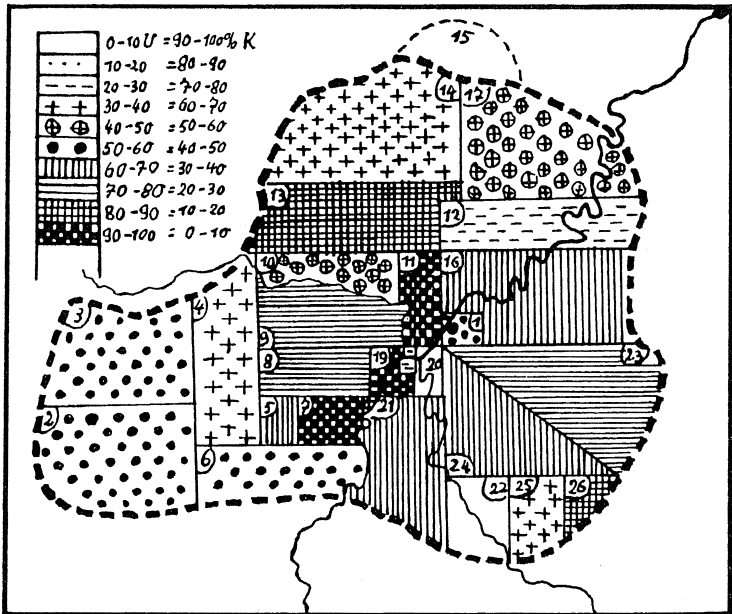 0-10 U = 90-100% K
10-20 = 80-90
20-30 = 70-80
30-40 = 60-70
40-50 = 50-60
50-60 = 40-50
60-70 = 30-40
70-80 = 20-30
80-90 = 10-20
90-100 = 0-10
15
14 17
13
12
10 11 16
3 4
1
9
8 19 20 23
2 5 7 21
6 24
22 25 26